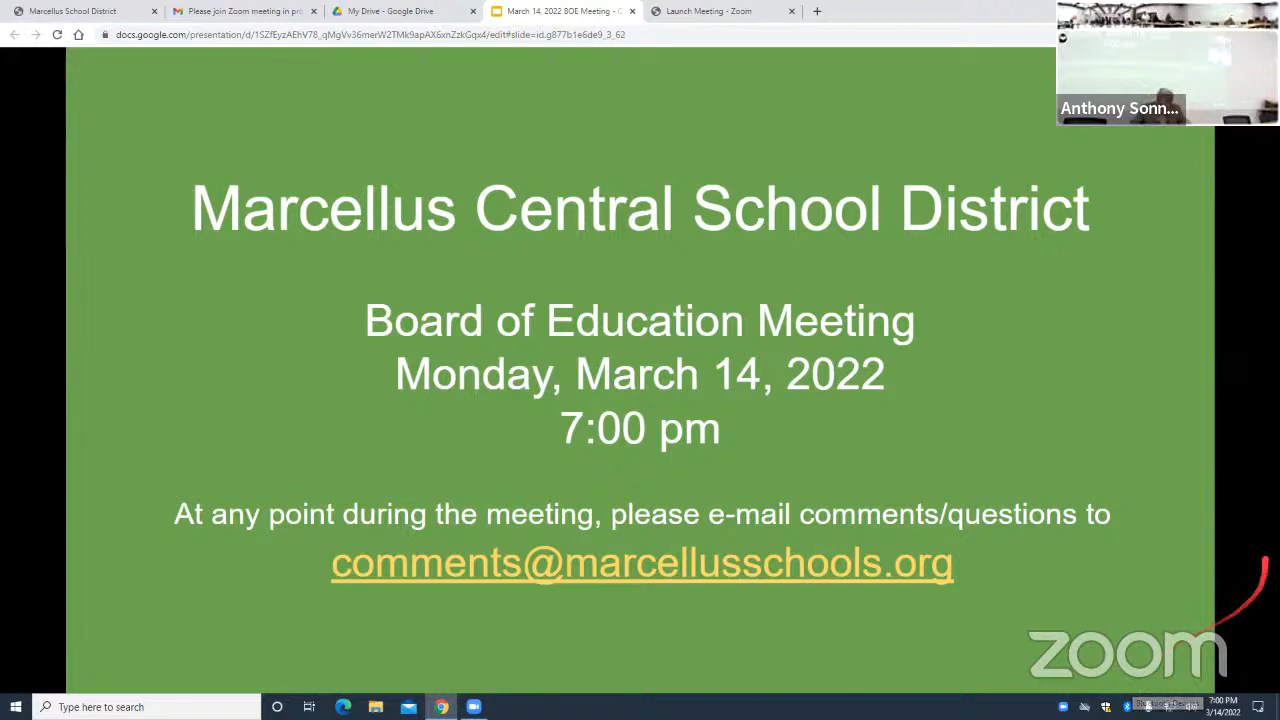 Marcellus School District
Please join Zoom meeting in pro
My Drive - Google Drive
March 14, 2022 BOE Meeting - G
Launch Meeting - Zoom
Anthony Sonn...
Marcellus Central School District
Board of Education Meeting
Monday, March 14, 2022
7:00 pm
At any point during the meeting, please e-mail comments/questions to
comments@marcellusschools.org
zoom
Type here to search
Bluetooth Devices
7:00 PM
3/14/2022